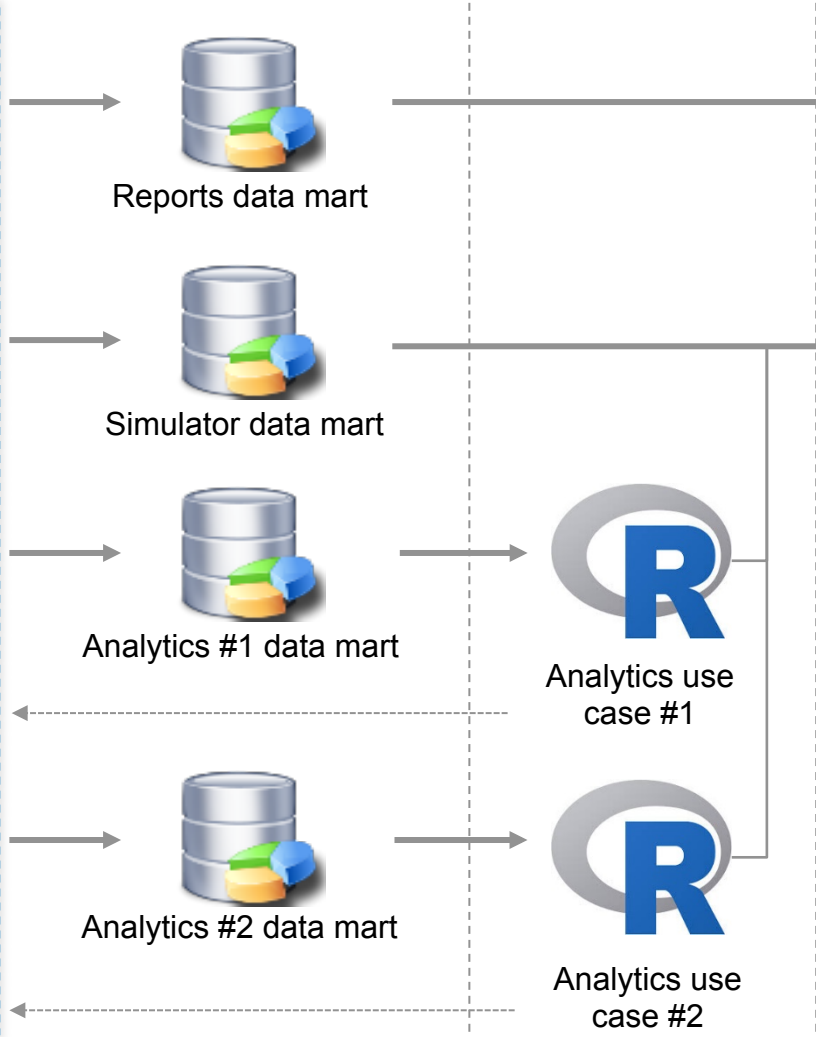 Reports data mart
Simulator data mart
R
Analytics #1 data mart
Analytics use
case #1
R
Analytics #2 data mart
Analytics use
case #2